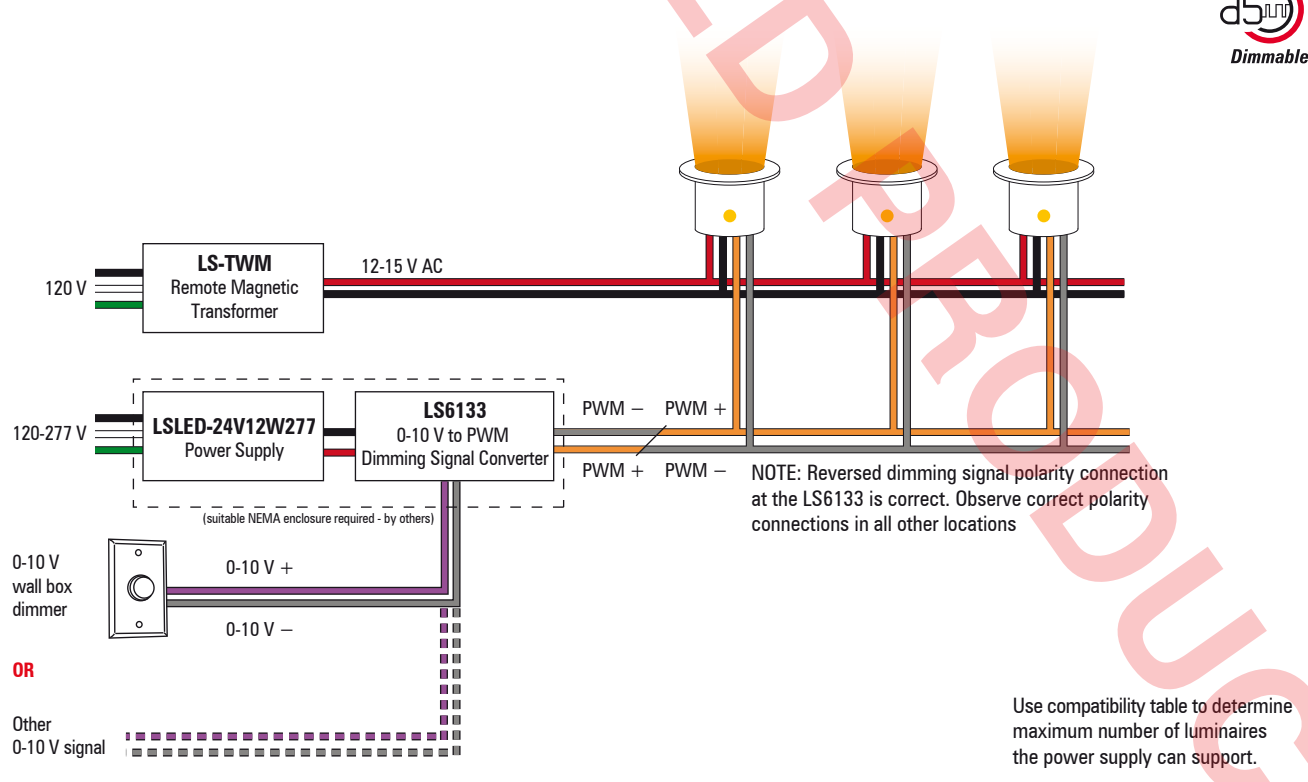 d5
Dimmable
LS-TWM
Remote Magnetic
Transformer
120 V
12-15 V AC
120-277 V
LSLED-24V12W277
Power Supply
LS6133
0-10 V to PWM
Dimming Signal Converter
PWM – PWM +
PWM + PWM –
NOTE: Reversed dimming signal polarity connection
at the LS6133 is correct. Observe correct polarity
connections in all other locations
(suitable NEMA enclosure required - by others)
0-10 V
wall box
dimmer
0-10 V +
0-10 V –
OR
Other
0-10 V signal
Use compatibility table to determine
maximum number of luminaires
the power supply can support.
LD PRODUC